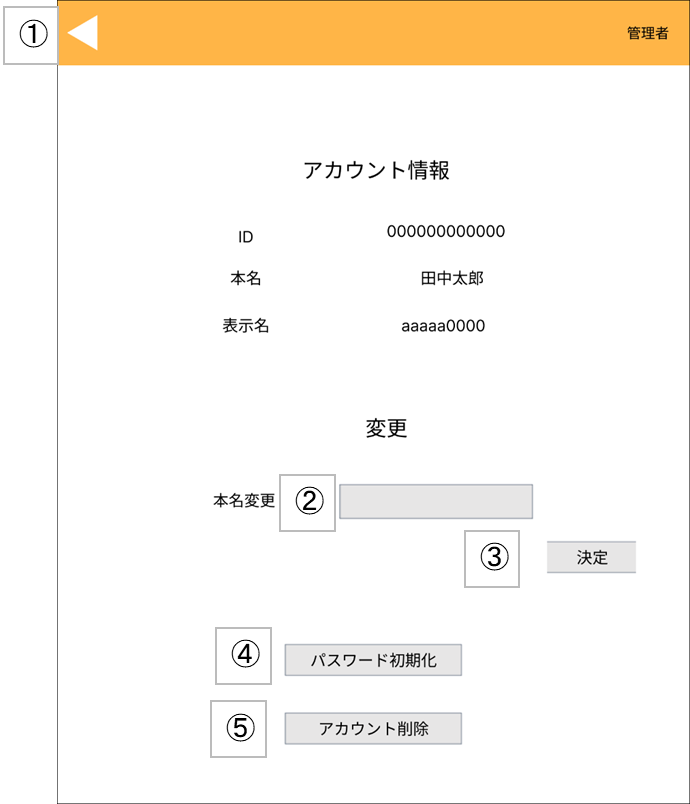 ①
管理者
アカウント情報
ID 000000000000
本名 田中太郎
表示名 aaaaa0000
変更
本名変更 ②
③ 決定
④ パスワード初期化
⑤ アカウント削除